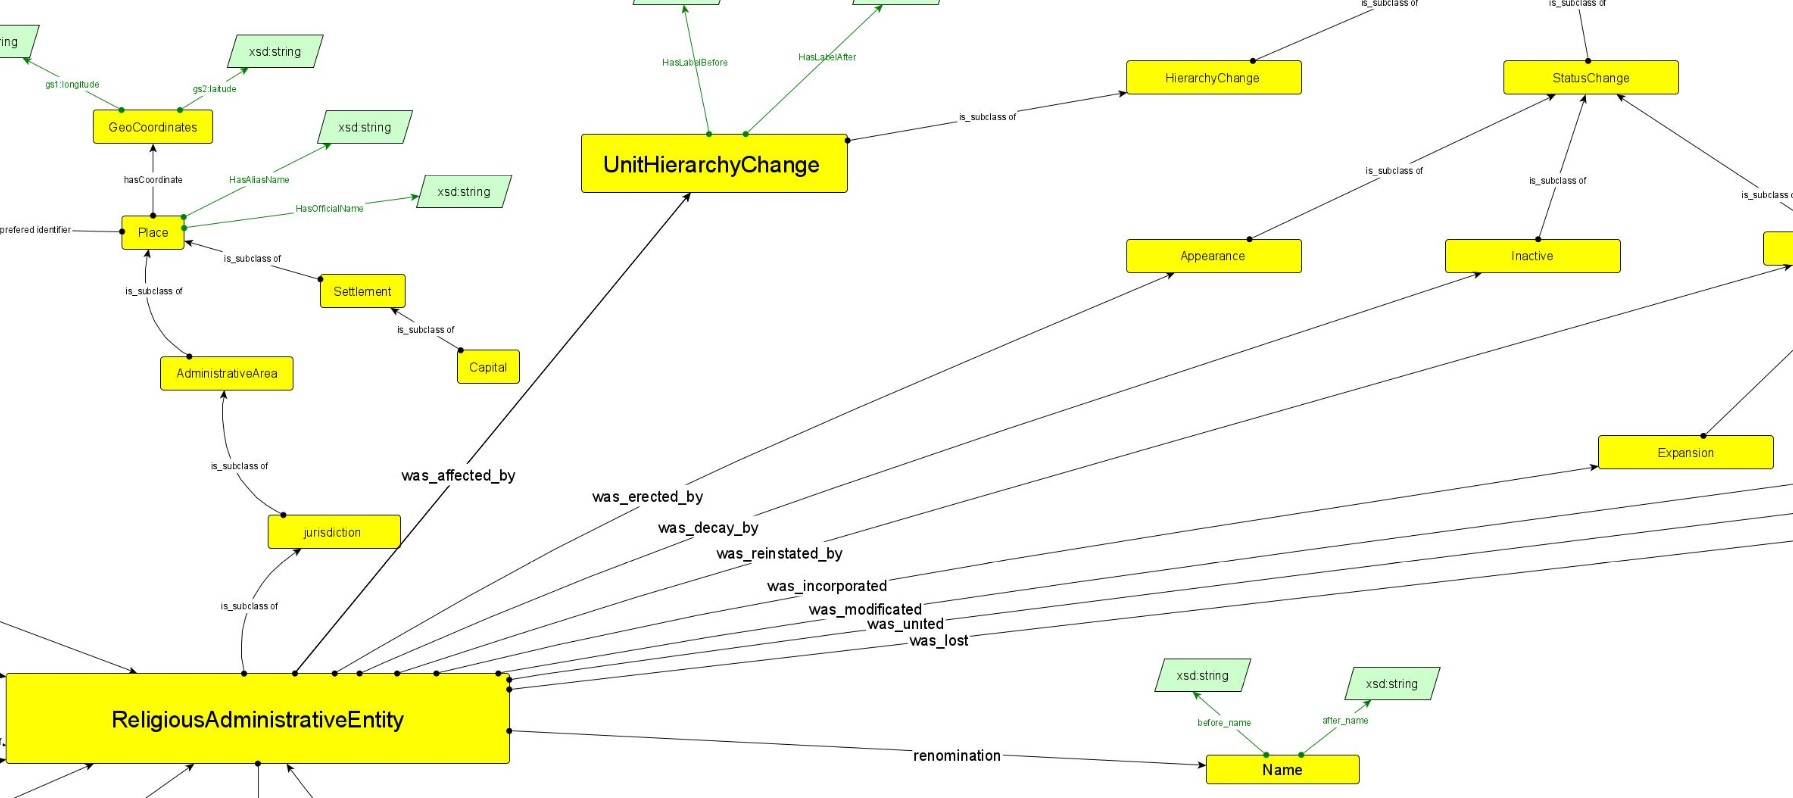 is_subclass of
is_subclass of
ring
xsd:string
HasLabelBefore
HasLabelAfter
HierarchyChange
StatusChange
gs1:longitude
gs2:laitude
is_subclass of
GeoCoordinates
xsd:string
UnitHierarchyChange
is_subclass of
hasCoordinate
HasAliasName
xsd:string
is_subclass of
is_subclass of
HasOfficialName
prefered identifier
Place
is_subclass of
Appearance
Inactive
is_subclass of
Settlement
is_subclass of
Capital
AdministrativeArea
is_subclass of
was_affected_by
was_erected_by
Expansion
was_decay_by
jurisdiction
was_reinstated_by
was_incorporated
is_subclass of
was_modificated
was_united
was_lost
xsd:string
xsd:string
ReligiousAdministrativeEntity
before_name
after_name
renomination
Name